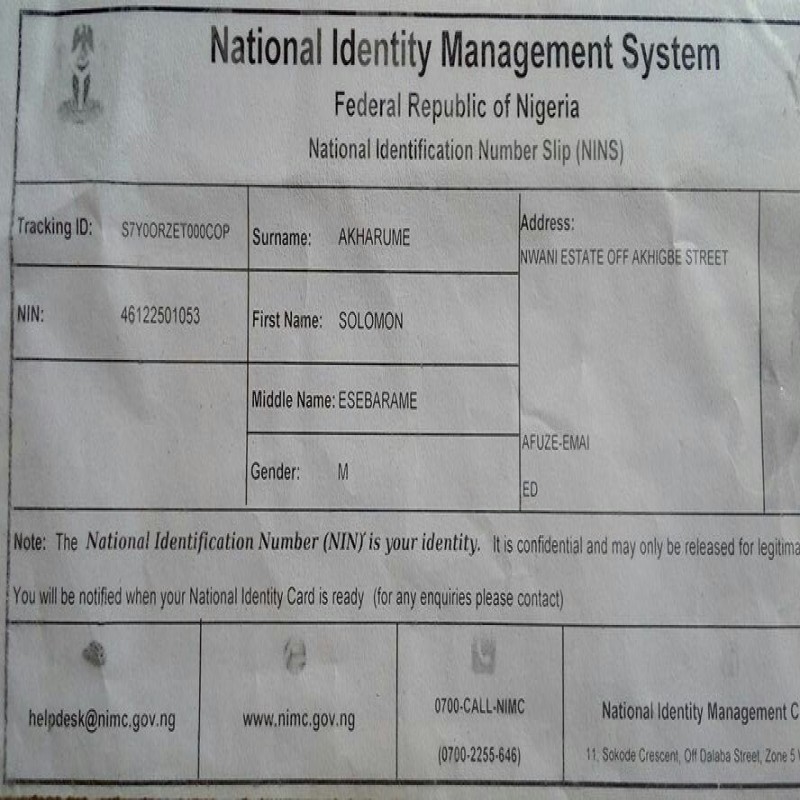 National Identity Management System
Federal Republic of Nigeria
National Identification Number Slip (NINS)
Tracking ID: S7Y0ORZET000COP
NIN: 46122501053
Surname: AKHARUME
First Name: SOLOMON
Middle Name: ESEBARAME
Gender: M
Address:
NWANI ESTATE OFF AKHIGBE STREET
AFUZE-EMAI
ED
Note: The National Identification Number (NIN) is your identity. It is confidential and may only be released for legitima
You will be notified when your National Identity Card is ready (for any enquiries please contact)
helpdesk@nimc.gov.ng
www.nimc.gov.ng
0700-CALL-NIMC
(0700-2255-646)
National Identity Management C
11, Sokode Crescent, Off Dalaba Street, Zone 5